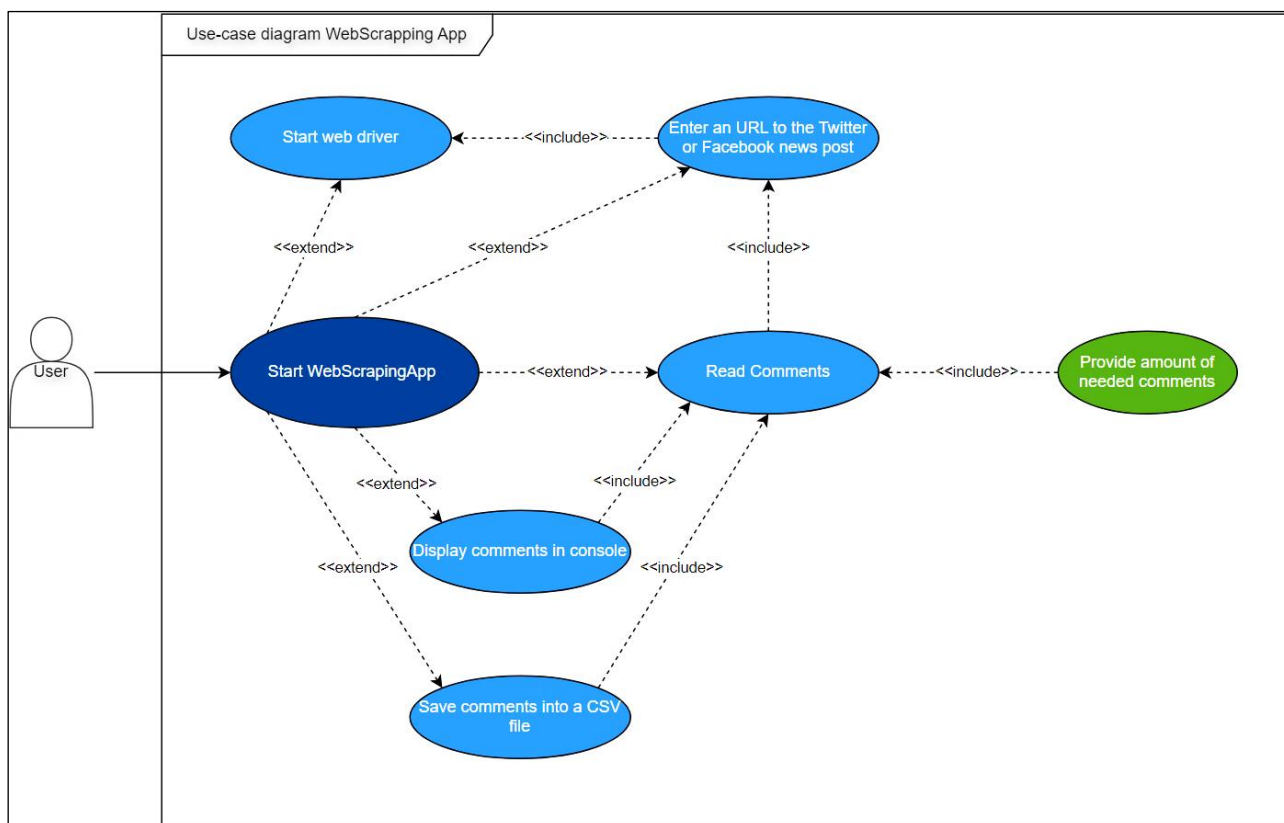 Use-case diagram WebScrapping App
Start web driver
<<include>>
Enter an URL to the Twitter
or Facebook news post
<<extend>>
<<extend>>
<<include>>
User
Start WebScrapingApp
<<extend>>
Read Comments
<<include>>
Provide amount of
needed comments
<<extend>>
<<include>>
Display comments in console
<<extend>>
<<include>>
Save comments into a CSV
file